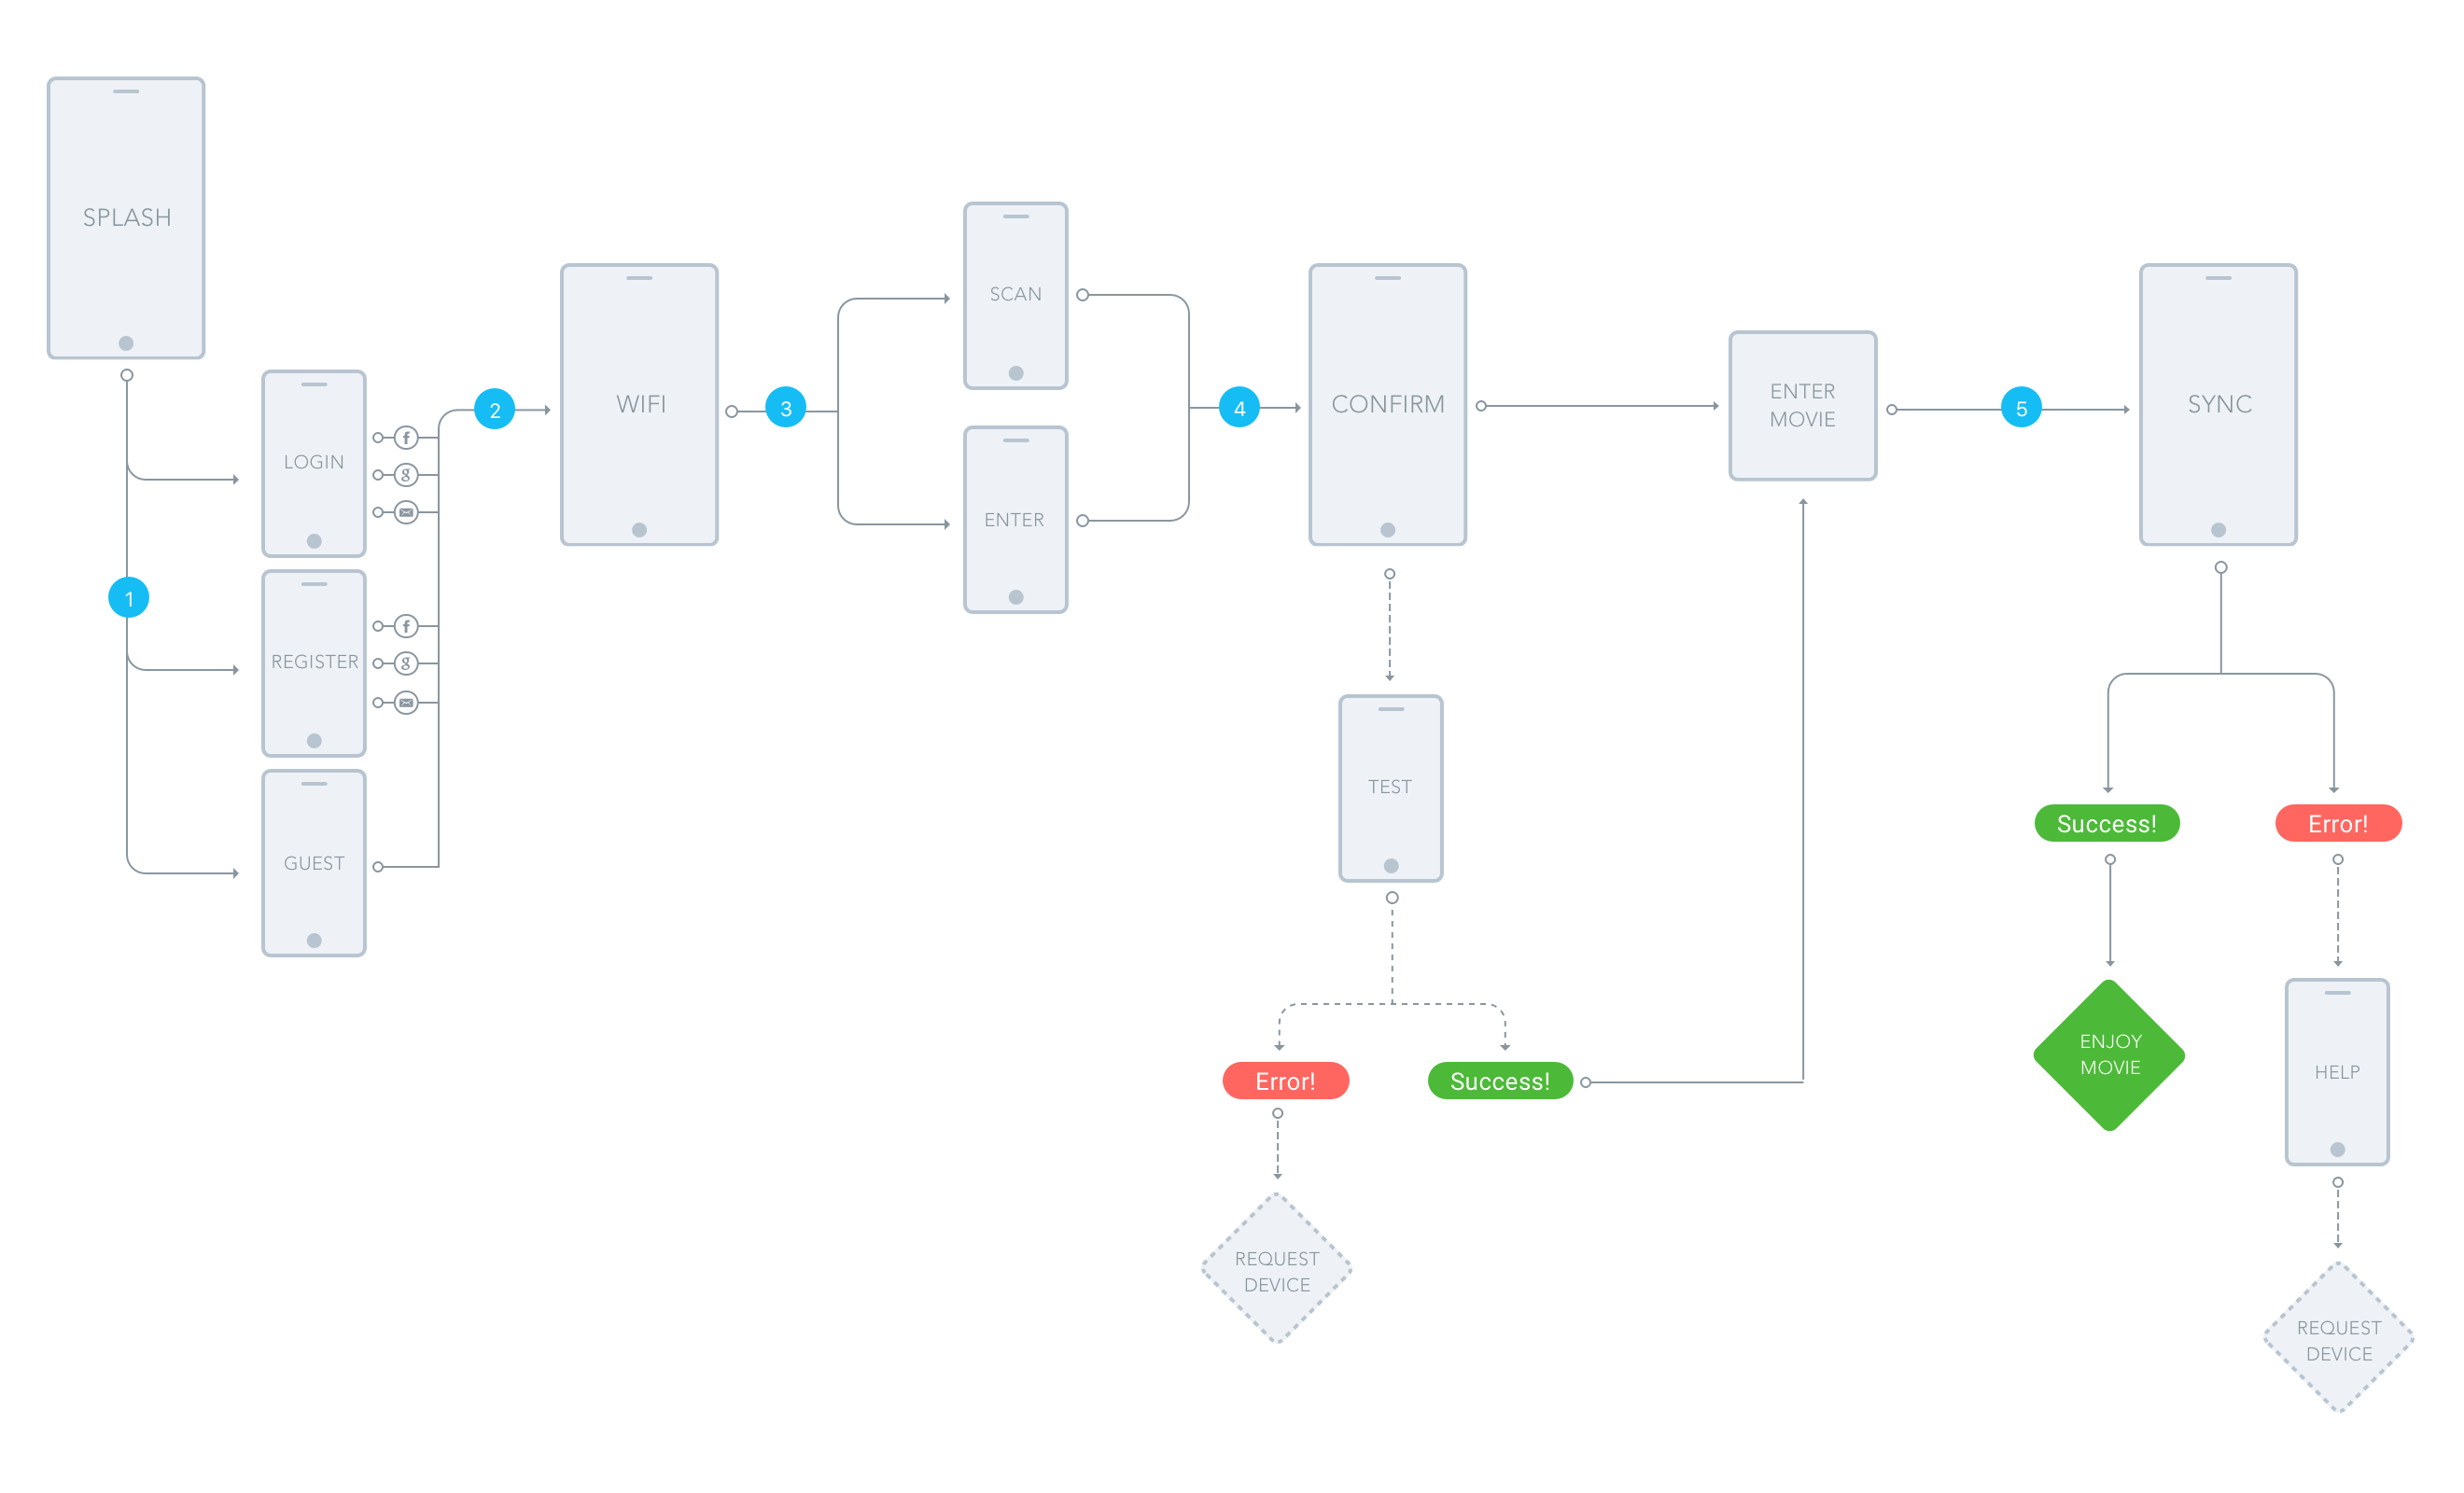 SPLASH
1
LOGIN
f
g
REGISTER
f
g
GUEST
2
WIFI
3
SCAN
ENTER
4
CONFIRM
TEST
Error!
Success!
REQUEST
DEVICE
ENTER
MOVIE
5
SYNC
Success!
Error!
ENJOY
MOVIE
HELP
REQUEST
DEVICE